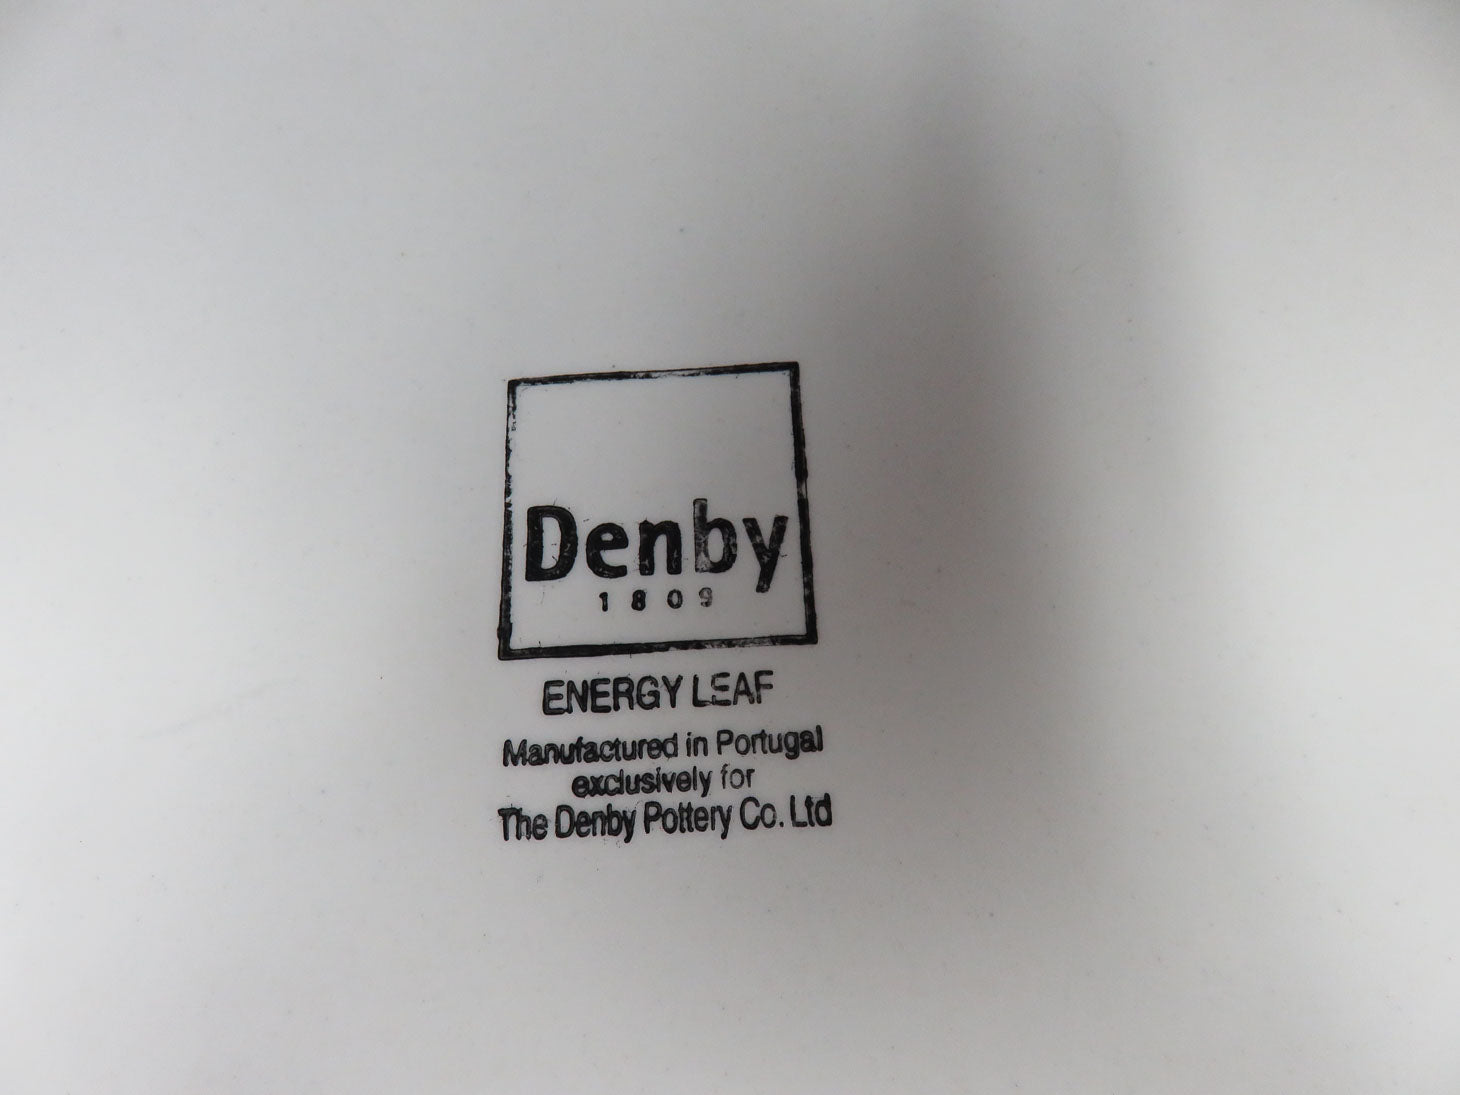 Denby
1809
ENERGY LEAF
Manufactured in Portugal
exclusively for
The Denby Pottery Co. Ltd